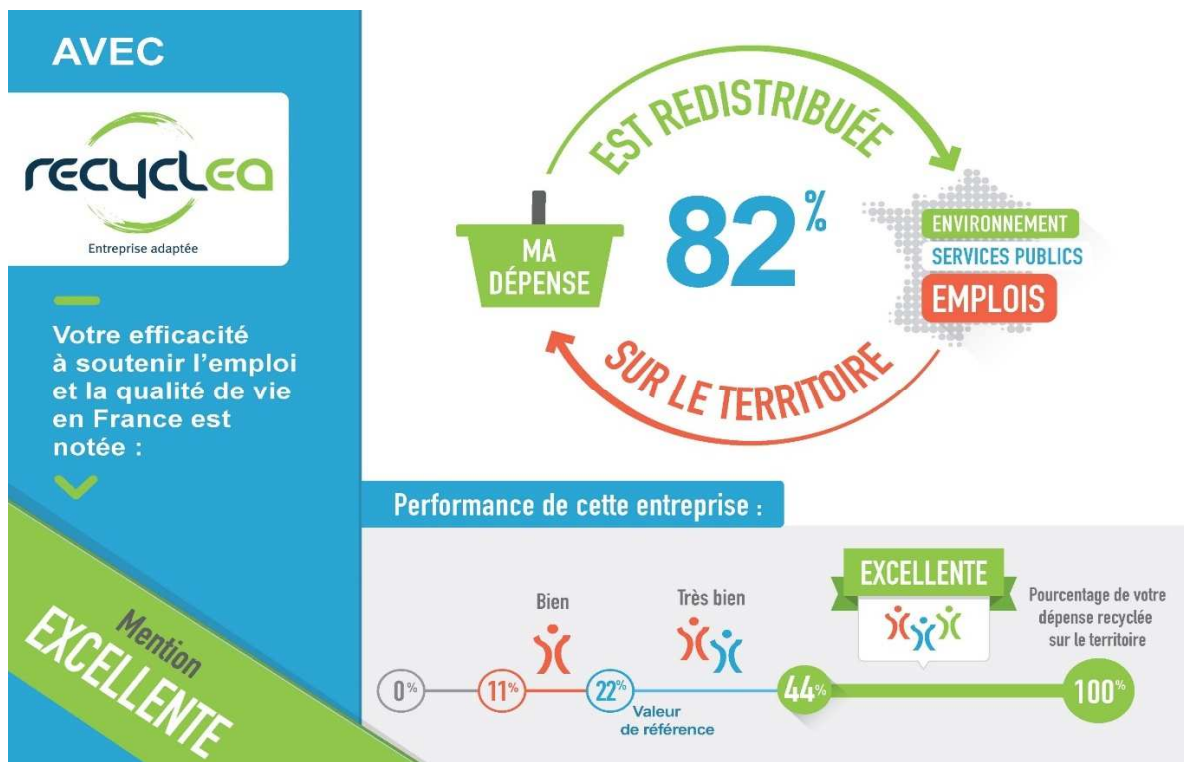 AVEC
recyclea
Entreprise adaptée
Votre efficacité
à soutenir l'emploi
et la qualité de vie
en France est
notée :
Mention
EXCELLENTE
EST REDISTRIBUÉE
MA
DÉPENSE
82%
ENVIRONNEMENT
SERVICES PUBLICS
EMPLOIS
SUR LE TERRITOIRE
Performance de cette entreprise :
Bien
Très bien
EXCELLENTE
Pourcentage de votre
dépense recyclée
sur le territoire
0% 11% 22% 44% 100%
Valeur
de référence